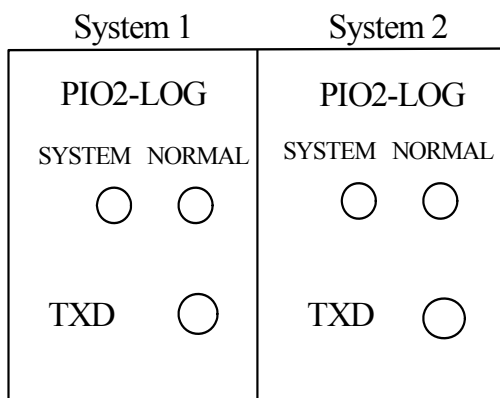 System 1 System 2
PIO2-LOG PIO2-LOG
SYSTEM NORMAL SYSTEM NORMAL
TXD TXD